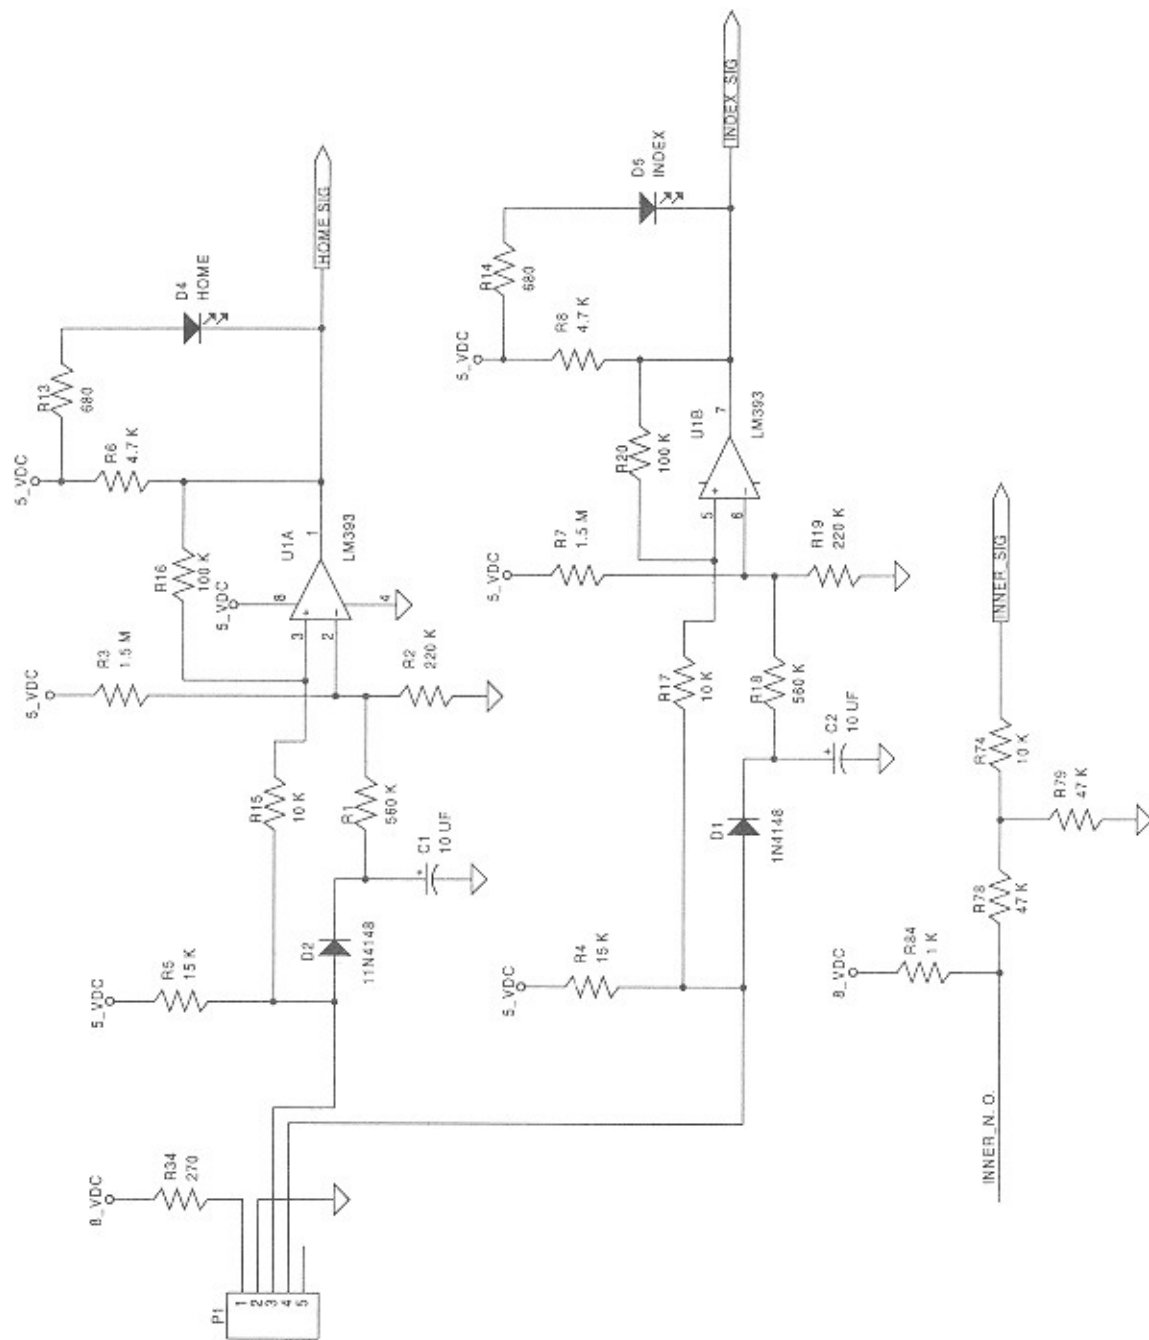 HOME SIG
D4
HOME
R13
680
5_VDC
R6
4.7 K
R16
100 K
U1A
LM393
5_VDC
8
1
3
2
4
+
–
5_VDC
R3
1.5 M
R2
220 K
R15
10 K
R1
560 K
+
C1
10 UF
D2
11N4148
5_VDC
R5
15 K
8_VDC
R34
270
P1
1
2
3
4
5
INDEX_SIG
D5
INDEX
R14
680
5_VDC
R8
4.7 K
R20
100 K
U1B
LM393
7
5
6
+
–
5_VDC
R7
1.5 M
R19
220 K
R17
10 K
R18
560 K
+
C2
10 UF
D1
1N4148
5_VDC
R4
15 K
INNER_SIG
R74
10 K
R79
47 K
R78
47 K
8_VDC
R84
1 K
INNER_N.O.